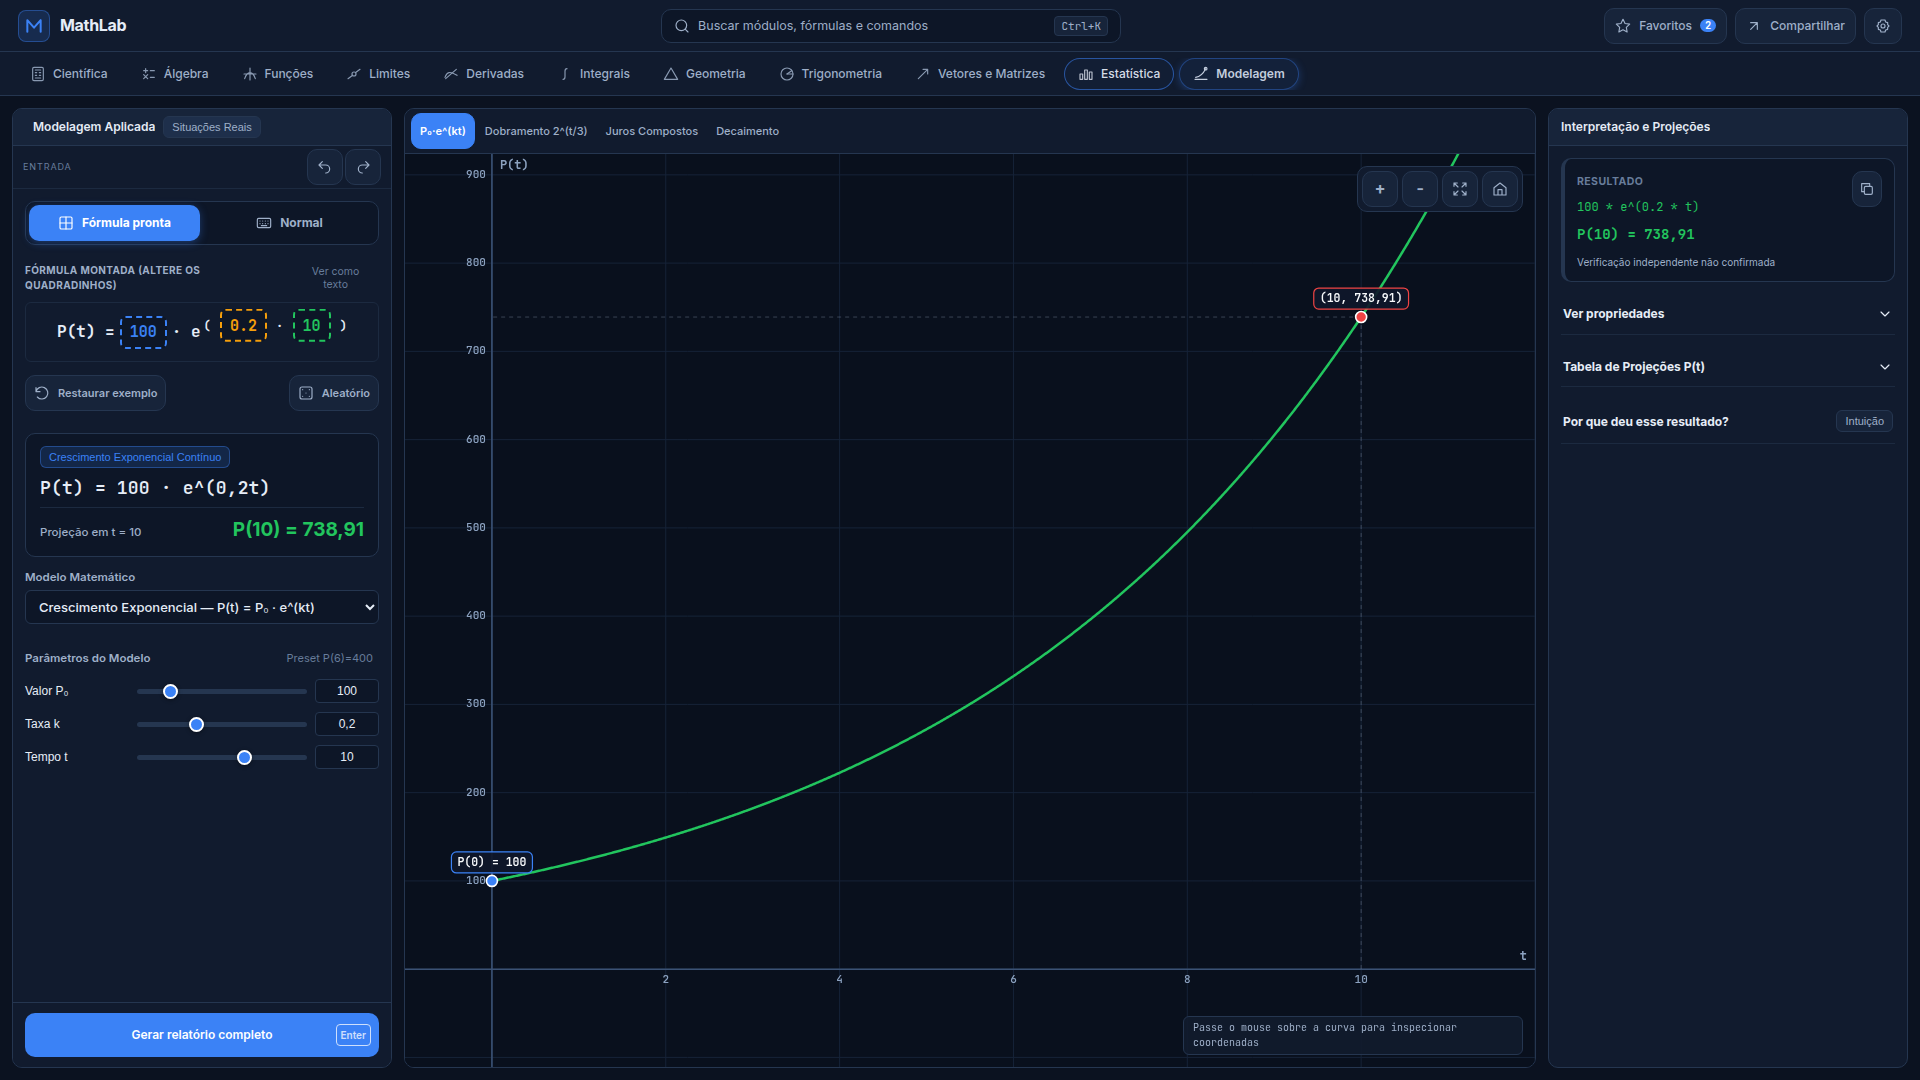 MathLab
Buscar módulos, fórmulas e comandos
Ctrl+K
Favoritos 2
Compartilhar
Científica
Álgebra
Funções
Limites
Derivadas
Integrais
Geometria
Trigonometria
Vetores e Matrizes
Estatística
Modelagem
Modelagem Aplicada
Situações Reais
ENTRADA
Fórmula pronta
Normal
FÓRMULA MONTADA (ALTERE OS
QUADRADINHOS)
Ver como
texto
P(t) = 100 · e^( 0.2 · 10 )
Restaurar exemplo
Aleatório
Crescimento Exponencial Contínuo
P(t) = 100 · e^(0,2t)
Projeção em t = 10
P(10) = 738,91
Modelo Matemático
Crescimento Exponencial — P(t) = P₀ · e^(kt)
Parâmetros do Modelo
Preset P(6)=400
Valor P₀
100
Taxa k
0,2
Tempo t
10
Gerar relatório completo
Enter
P₀·e^(kt)
Dobramento 2^(t/3)
Juros Compostos
Decaimento
P(t)
+
-
900
800
700
600
500
400
300
200
100
(10, 738,91)
P(0) = 100
t
2
4
6
8
10
Passe o mouse sobre a curva para inspecionar
coordenadas
Interpretação e Projeções
RESULTADO
100 * e^(0.2 * t)
P(10) = 738,91
Verificação independente não confirmada
Ver propriedades
Tabela de Projeções P(t)
Por que deu esse resultado?
Intuição